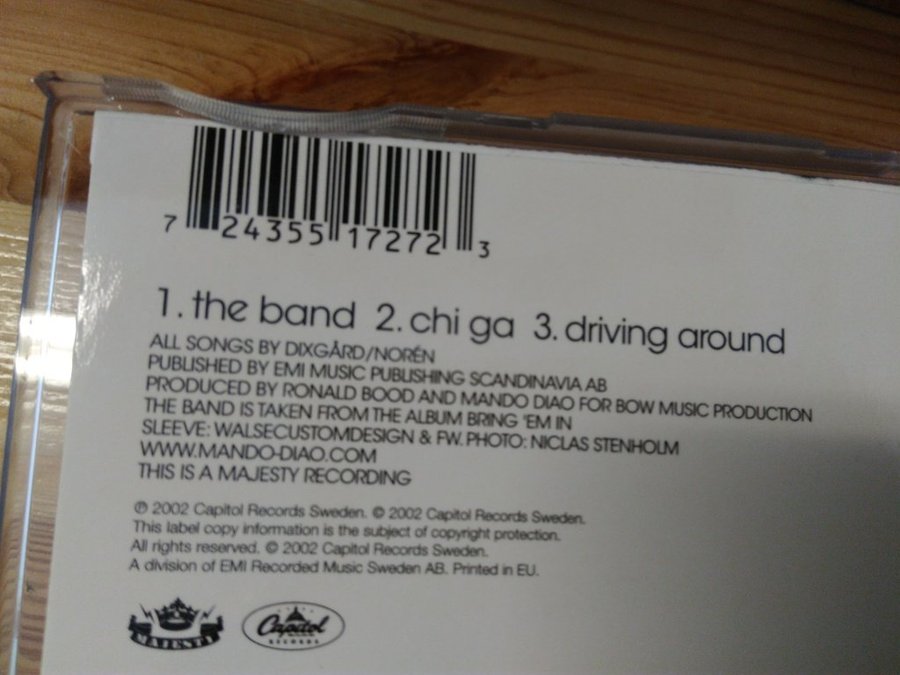 7 24355 17272 3
1. the band 2. chi ga 3. driving around
ALL SONGS BY DIXGÅRD/NORÉN
PUBLISHED BY EMI MUSIC PUBLISHING SCANDINAVIA AB
PRODUCED BY RONALD BOOD AND MANDO DIAO FOR BOW MUSIC PRODUCTION
THE BAND IS TAKEN FROM THE ALBUM BRING 'EM IN
SLEEVE: WALSECUSTOMDESIGN & FW. PHOTO: NICLAS STENHOLM
WWW.MANDO-DIAO.COM
THIS IS A MAJESTY RECORDING
℗ 2002 Capitol Records Sweden. © 2002 Capitol Records Sweden.
This label copy information is the subject of copyright protection.
All rights reserved. © 2002 Capitol Records Sweden.
A division of EMI Recorded Music Sweden AB. Printed in EU.
MAJESTY
Capitol
RECORDS